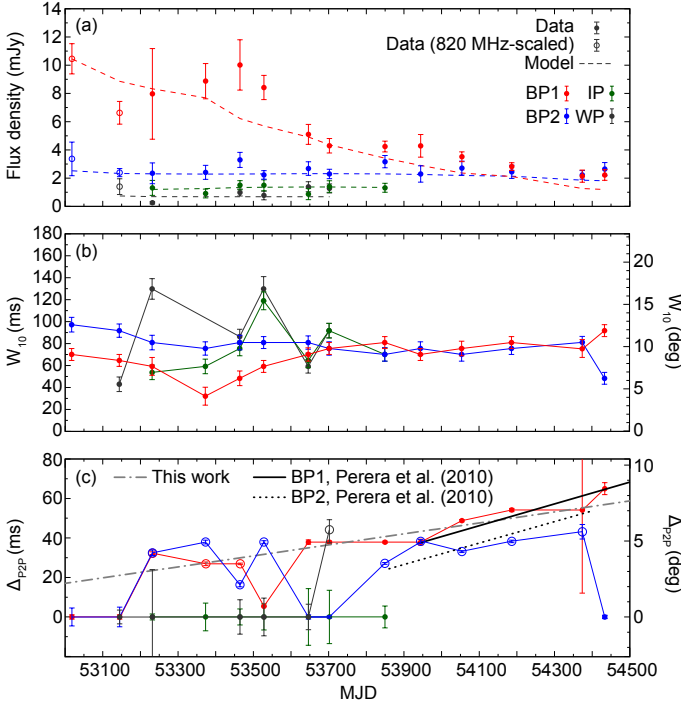 (a)
Data
Data (820 MHz-scaled)
Model
BP1
IP
BP2
WP
Flux density (mJy)
14
12
10
8
6
4
2
0
(b)
W10 (ms)
180
160
140
120
100
80
60
40
20
0
W10 (deg)
20
15
10
5
0
(c)
This work
BP1, Perera et al. (2010)
BP2, Perera et al. (2010)
ΔP2P (ms)
80
60
40
20
0
ΔP2P (deg)
10
5
0
53100
53200
53300
53400
53500
53600
53700
53800
53900
54000
54100
54200
54300
54400
54500
MJD